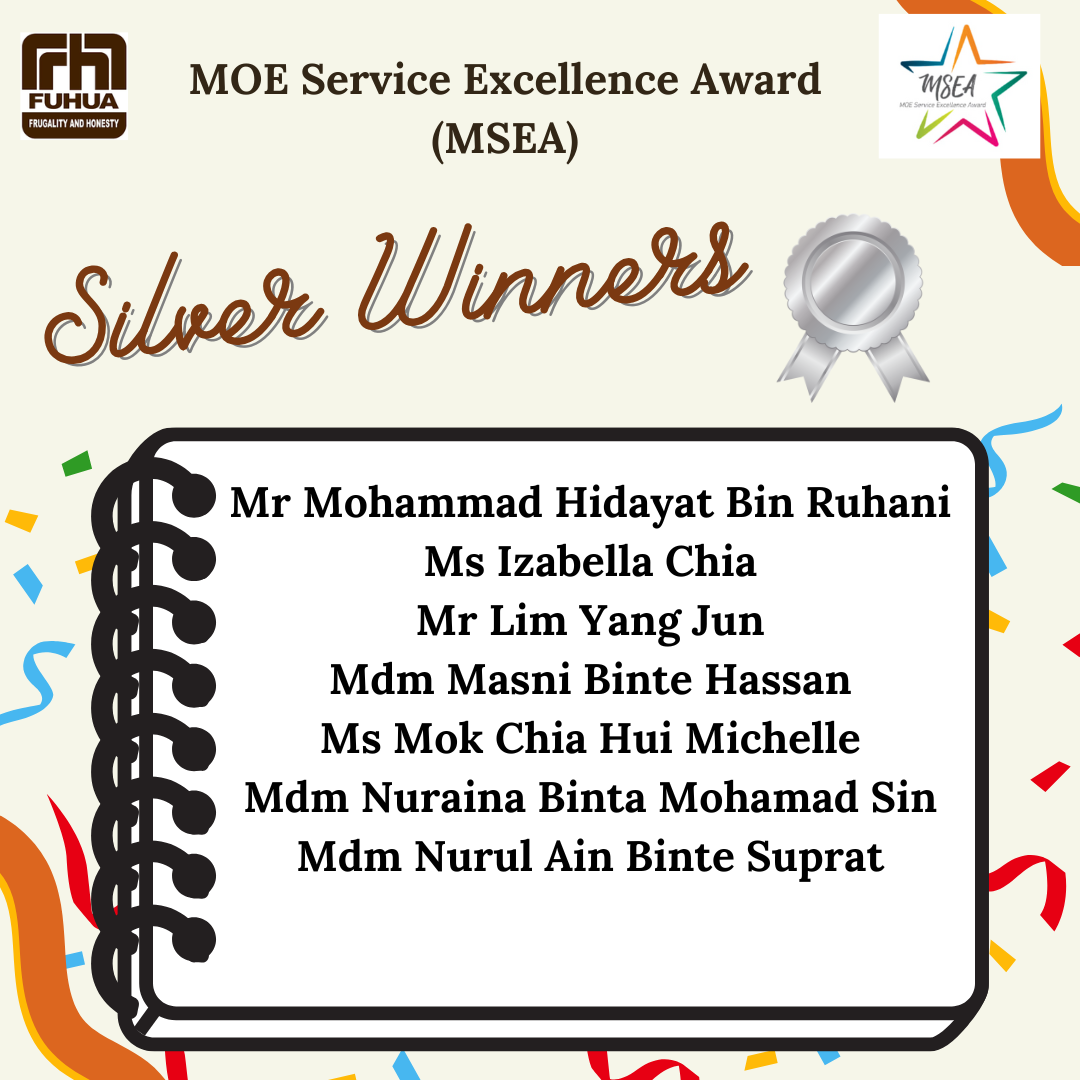 FUHUA
FRUGALITY AND HONESTY
MOE Service Excellence Award
(MSEA)
MSEA
MOE Service Excellence Award
Silver Winners
Mr Mohammad Hidayat Bin Ruhani
Ms Izabella Chia
Mr Lim Yang Jun
Mdm Masni Binte Hassan
Ms Mok Chia Hui Michelle
Mdm Nuraina Binta Mohamad Sin
Mdm Nurul Ain Binte Suprat